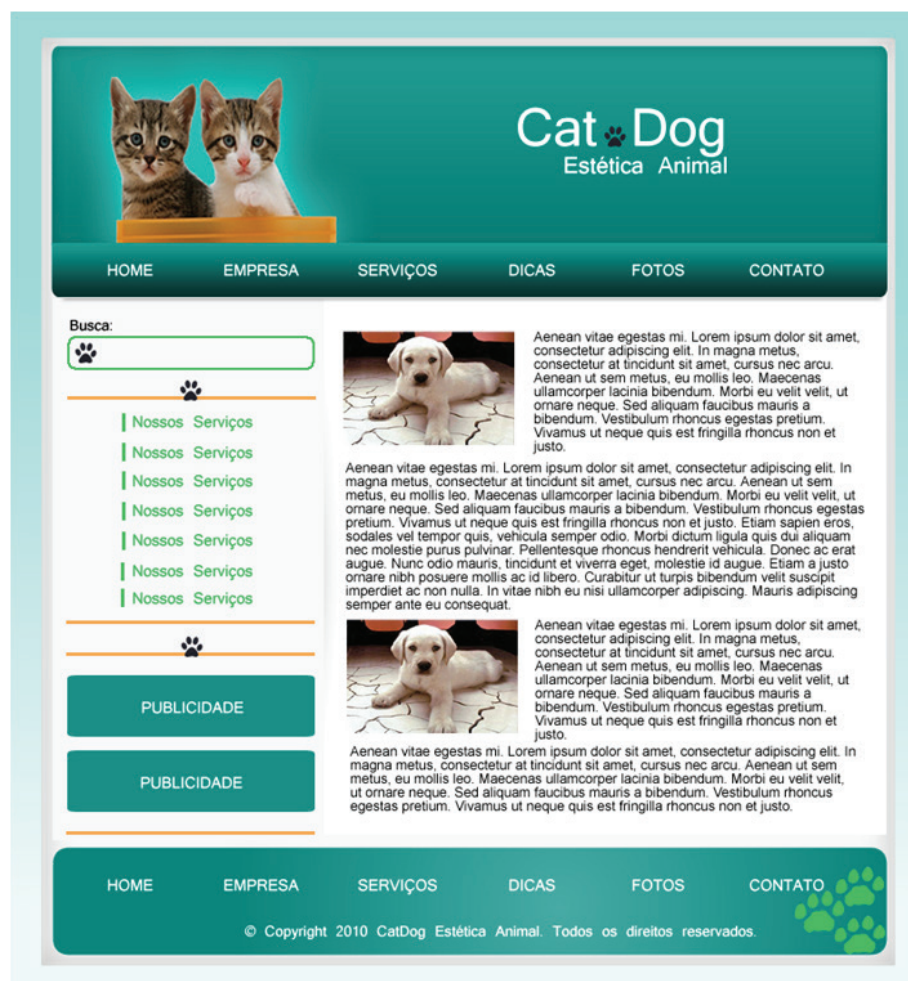 Cat Dog
Estética Animal
HOME EMPRESA SERVIÇOS DICAS FOTOS CONTATO
Busca:
Nossos Serviços
Nossos Serviços
Nossos Serviços
Nossos Serviços
Nossos Serviços
Nossos Serviços
Nossos Serviços
PUBLICIDADE
PUBLICIDADE
Aenean vitae egestas mi. Lorem ipsum dolor sit amet,
consectetur adipiscing elit. In magna metus,
consectetur at tincidunt sit amet, cursus nec arcu.
Aenean ut sem metus, eu mollis leo. Maecenas
ullamcorper lacinia bibendum. Morbi eu velit velit, ut
ornare neque. Sed aliquam faucibus mauris a
bibendum. Vestibulum rhoncus egestas pretium.
Vivamus ut neque quis est fringilla rhoncus non et
justo.
Aenean vitae egestas mi. Lorem ipsum dolor sit amet, consectetur adipiscing elit. In
magna metus, consectetur at tincidunt sit amet, cursus nec arcu. Aenean ut sem
metus, eu mollis leo. Maecenas ullamcorper lacinia bibendum. Morbi eu velit velit, ut
ornare neque. Sed aliquam faucibus mauris a bibendum. Vestibulum rhoncus egestas
pretium. Vivamus ut neque quis est fringilla rhoncus non et justo. Etiam sapien eros,
sodales vel tempor quis, vehicula semper odio. Morbi dictum ligula quis dui aliquam
nec molestie purus pulvinar. Pellentesque rhoncus hendrerit vehicula. Donec ac erat
augue. Nunc odio mauris, tincidunt et viverra eget, molestie id augue. Etiam a justo
ornare nibh posuere mollis ac id libero. Curabitur ut turpis bibendum velit suscipit
imperdiet ac non nulla. In vitae nibh eu nisi ullamcorper adipiscing. Mauris adipiscing
semper ante eu consequat.
Aenean vitae egestas mi. Lorem ipsum dolor sit amet,
consectetur adipiscing elit. In magna metus,
consectetur at tincidunt sit amet, cursus nec arcu.
Aenean ut sem metus, eu mollis leo. Maecenas
ullamcorper lacinia bibendum. Morbi eu velit velit, ut
ornare neque. Sed aliquam faucibus mauris a
bibendum. Vestibulum rhoncus egestas pretium.
Vivamus ut neque quis est fringilla rhoncus non et
justo.
Aenean vitae egestas mi. Lorem ipsum dolor sit amet, consectetur adipiscing elit. In
magna metus, consectetur at tincidunt sit amet, cursus nec arcu. Aenean ut sem
metus, eu mollis leo. Maecenas ullamcorper lacinia bibendum. Morbi eu velit velit,
ut ornare neque. Sed aliquam faucibus mauris a bibendum. Vestibulum rhoncus
egestas pretium. Vivamus ut neque quis est fringilla rhoncus non et justo.
HOME EMPRESA SERVIÇOS DICAS FOTOS CONTATO
© Copyright 2010 CatDog Estética Animal. Todos os direitos reservados.